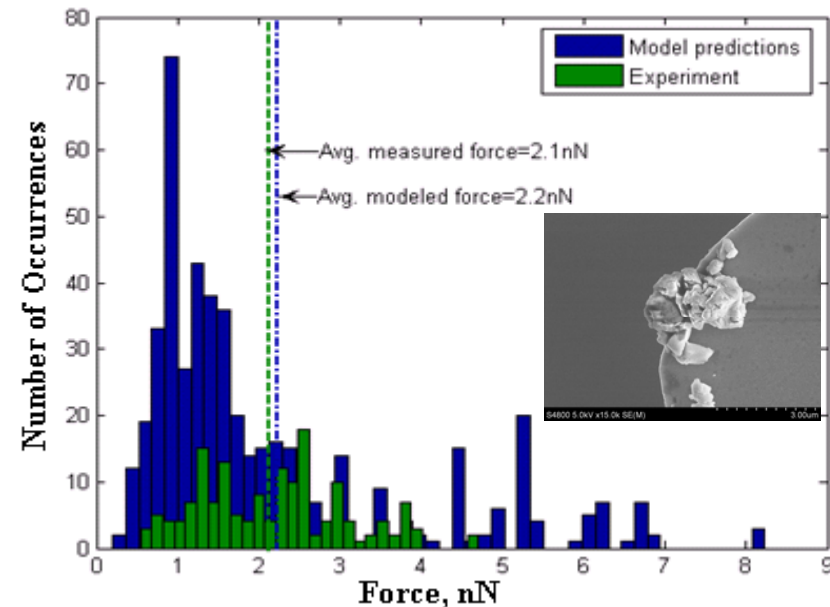 80
70
60
50
40
30
20
10
0
Number of Occurrences
Model predictions
Experiment
Avg. measured force=2.1nN
Avg. modeled force=2.2nN
S4800 5.0kV x15.0k SE(M)
3.00um
0 1 2 3 4 5 6 7 8 9
Force, nN